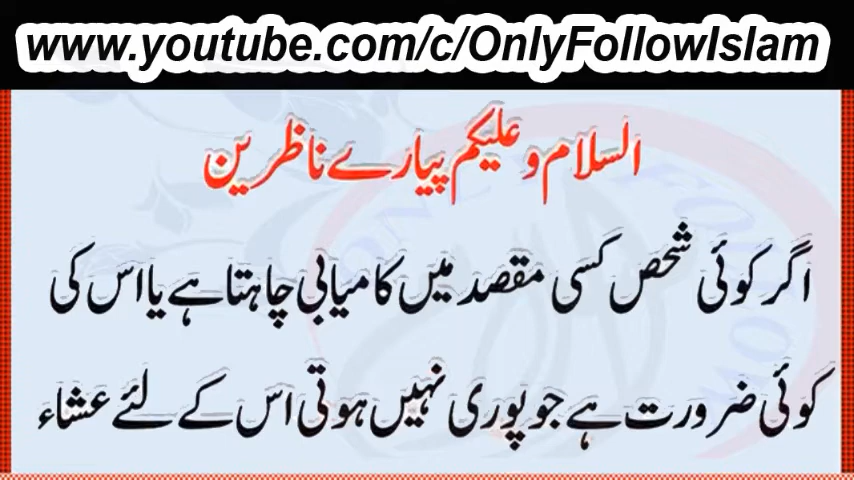 www.youtube.com/c/OnlyFollowIslam
السلام و علیکم پیارے ناظرین
اگر کوئی شخص کسی مقصد میں کامیابی چاہتا ہے یا اس کی
کوئی ضرورت ہے جو پوری نہیں ہوتی اس کے لئے عشاء